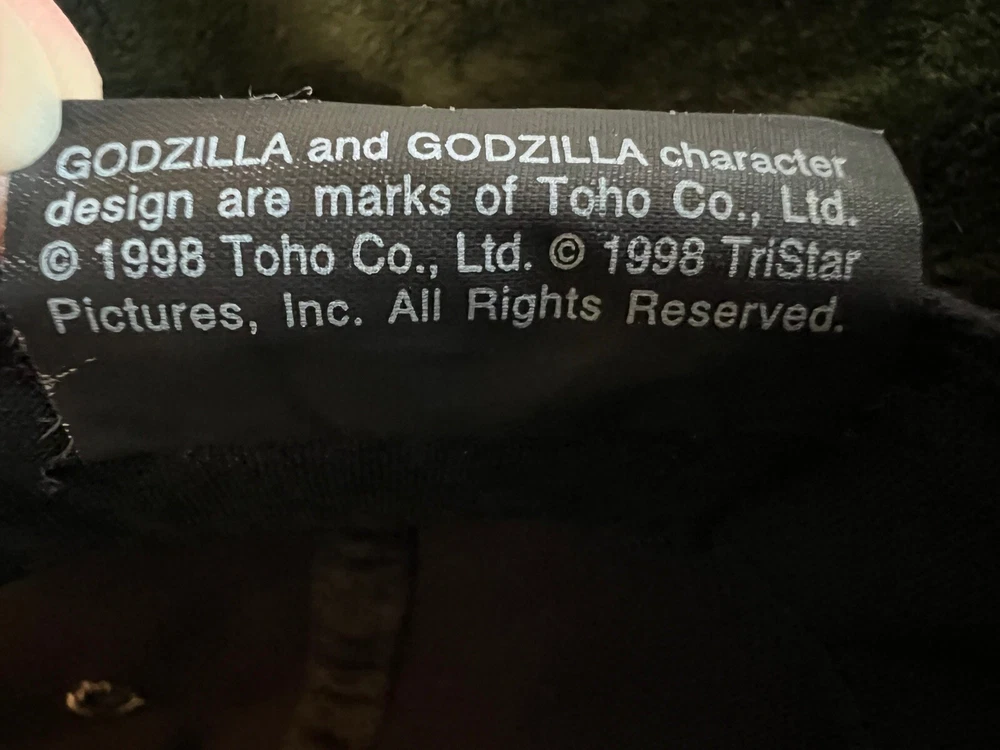 GODZILLA and GODZILLA character
design are marks of Toho Co., Ltd.
© 1998 Toho Co., Ltd. © 1998 TriStar
Pictures, Inc. All Rights Reserved.